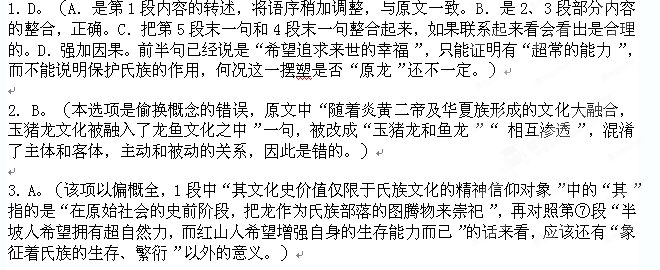 1. D。（A. 是第 1 段内容的转述，将语序稍加调整，与原文一致。B. 是 2、3 段部分内容
的整合，正确。C. 把第 5 段末一句和 4 段末一句整合起来，如果联系起来看会看出是合理
的。D. 强加因果。前半句已经说是“希望追求来世的幸福”，只能证明有“超常的能力”，
而不能说明保护氏族的作用，何况这一摆塑是否“原龙”还不一定。）
2. B。（本选项是偷换概念的错误，原文中“随着炎黄二帝及华夏族形成的文化大融合，
玉猪龙文化被融入了龙鱼文化之中”一句，被改成“玉猪龙和鱼龙”“ 相互渗透”，混淆
了主体和客体，主动和被动的关系，因此是错的。）
3. A。（该项以偏概全，1 段中“其文化史价值仅限于氏族文化的精神信仰对象”中的“其”
指的是“在原始社会的史前阶段，把龙作为氏族部落的图腾物来崇祀”，再对照第⑦段“半
坡人希望拥有超自然力，而红山人希望增强自身的生存能力而已”的话来看，应该还有“象
征着氏族的生存、繁衍”以外的意义。）